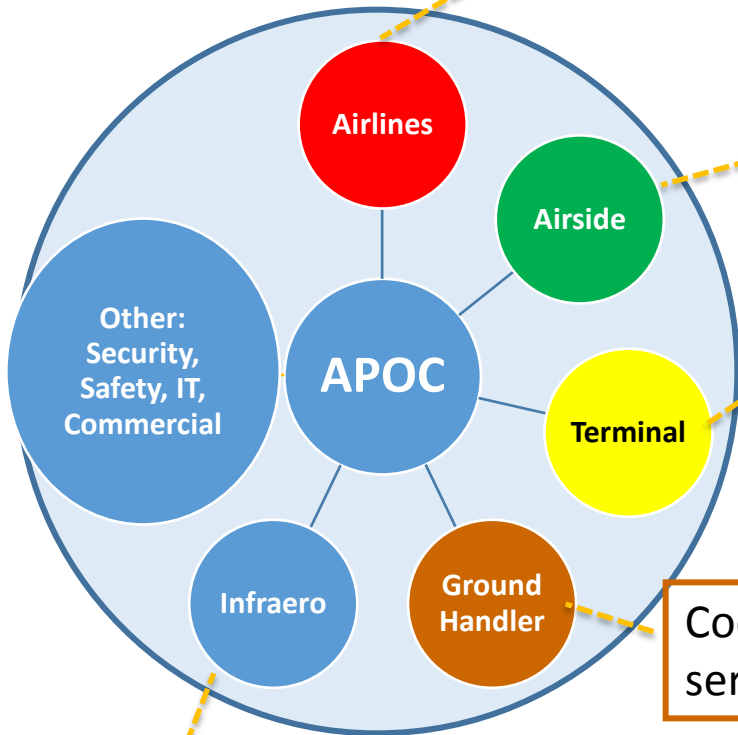 Airlines
Airside
Other:
Security,
Safety, IT,
Commercial
APOC
Terminal
Infraero
Ground
Handler